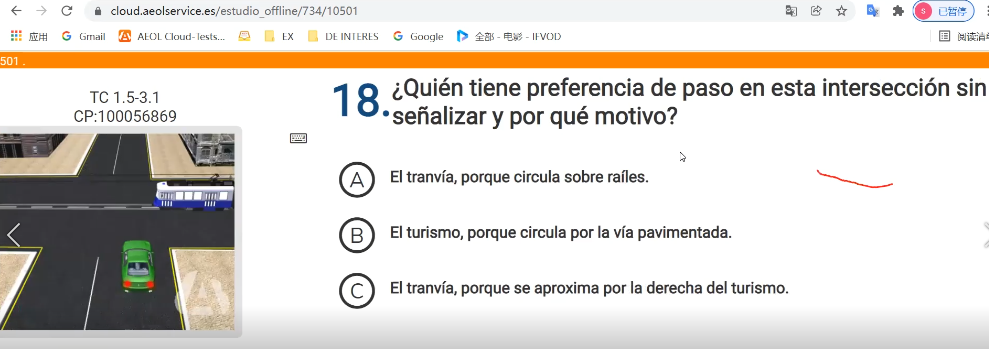 cloud.aeolservice.es/estudio_offline/734/10501
S 已暂停
应用 Gmail AEOL Cloud-Tests... EX DE INTERES Google 全部 - 电影 - IFVOD 阅读清单
501 .
TC 1.5-3.1
CP:100056869
18. ¿Quién tiene preferencia de paso en esta intersección sin
señalizar y por qué motivo?
A El tranvía, porque circula sobre raíles.
B El turismo, porque circula por la vía pavimentada.
C El tranvía, porque se aproxima por la derecha del turismo.